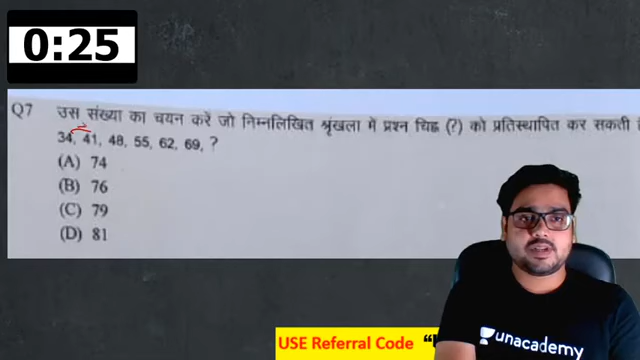 0:25
Q7 उस संख्या का चयन करें जो निम्नलिखित श्रृंखला में प्रश्न चिह्न (?) को प्रतिस्थापित कर सकती
34, 41, 48, 55, 62, 69, ?
(A) 74
(B) 76
(C) 79
(D) 81
unacademy
USE Referral Code